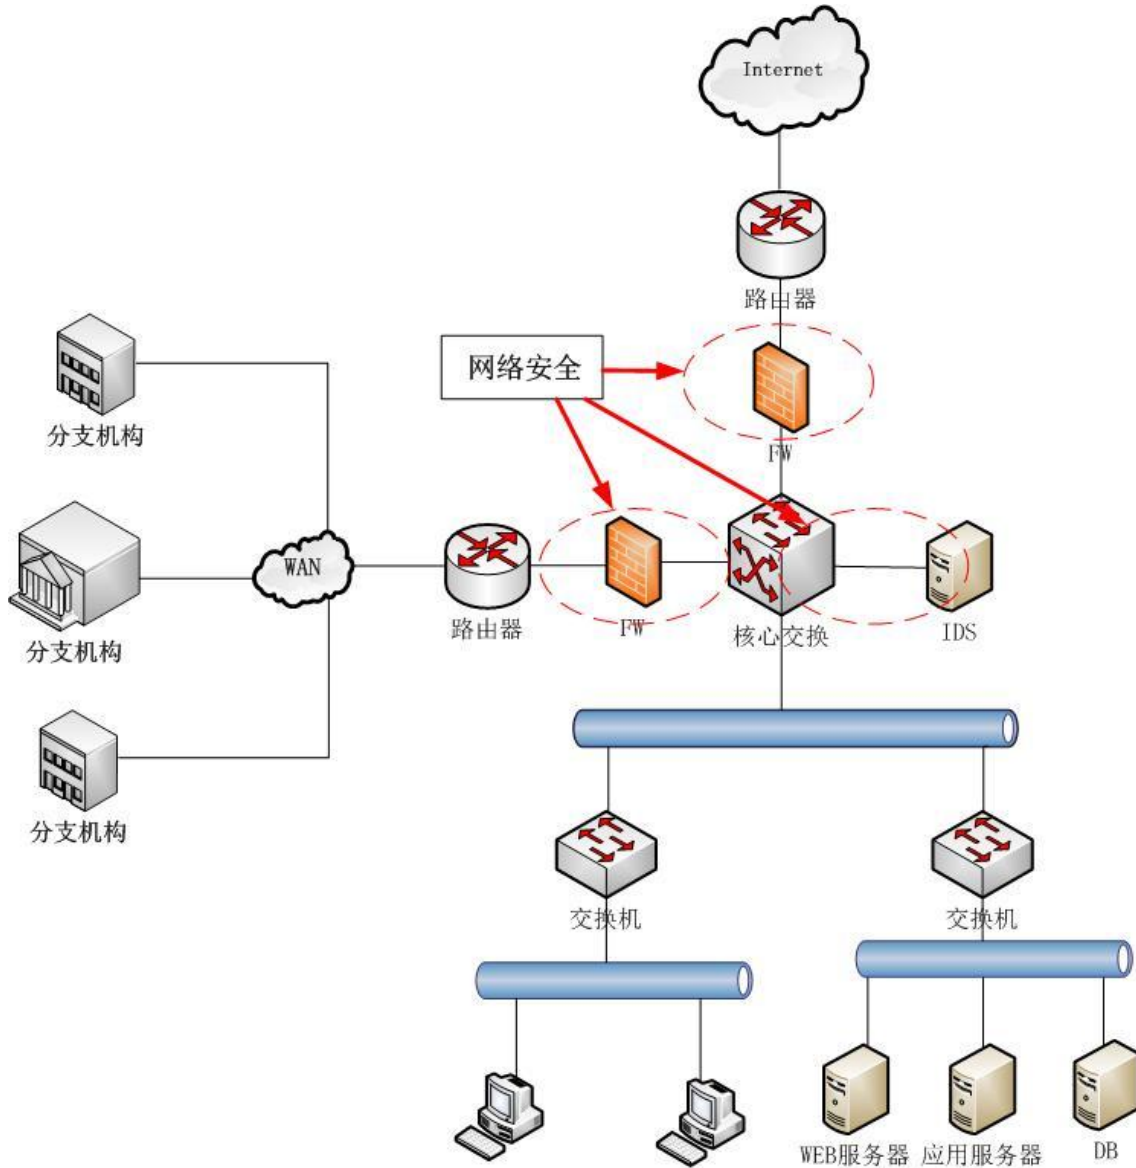 Internet
路由器
网络安全
分支机构
FW
WAN
路由器
FW
核心交换
IDS
分支机构
分支机构
交换机
交换机
WEB服务器
应用服务器
DB